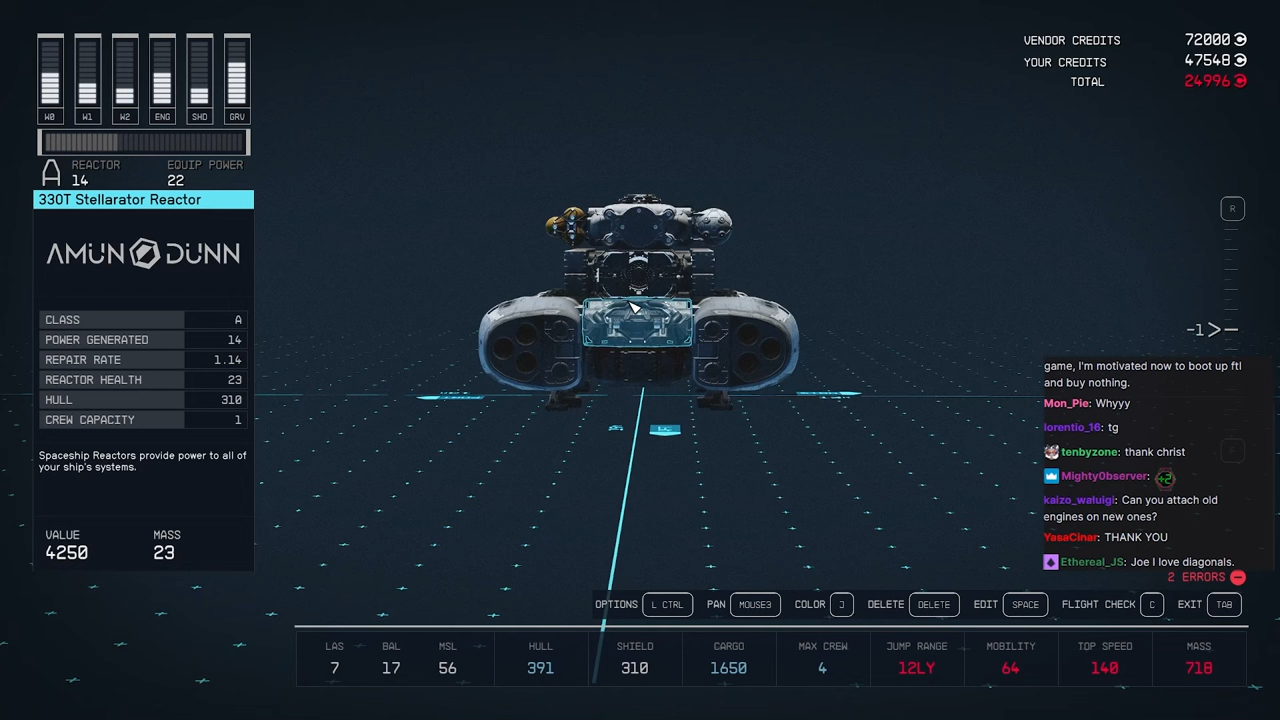 W0 W1 W2 ENG SHD GRV
A
REACTOR
14
EQUIP POWER
22
330T Stellarator Reactor
AMUN DUNN
CLASS A
POWER GENERATED 14
REPAIR RATE 1.14
REACTOR HEALTH 23
HULL 310
CREW CAPACITY 1
Spaceship Reactors provide power to all of
your ship's systems.
VALUE
4250
MASS
23
VENDOR CREDITS 72000
YOUR CREDITS 47548
TOTAL 24996
R
-1
game, I'm motivated now to boot up ftl
and buy nothing.
Mon_Pie: Whyyy
lorentio_16: tg
tenbyzone: thank christ
MightyObserver: +2
kaizo_waluigi: Can you attach old
engines on new ones?
YasaCinar: THANK YOU
Ethereal_JS: Joe I love diagonals.
2 ERRORS
OPTIONS L CTRL PAN MOUSE3 COLOR J DELETE DELETE EDIT SPACE FLIGHT CHECK C EXIT TAB
LAS BAL MSL HULL SHIELD CARGO MAX CREW JUMP RANGE MOBILITY TOP SPEED MASS
7 17 56 391 310 1650 4 12LY 64 140 718